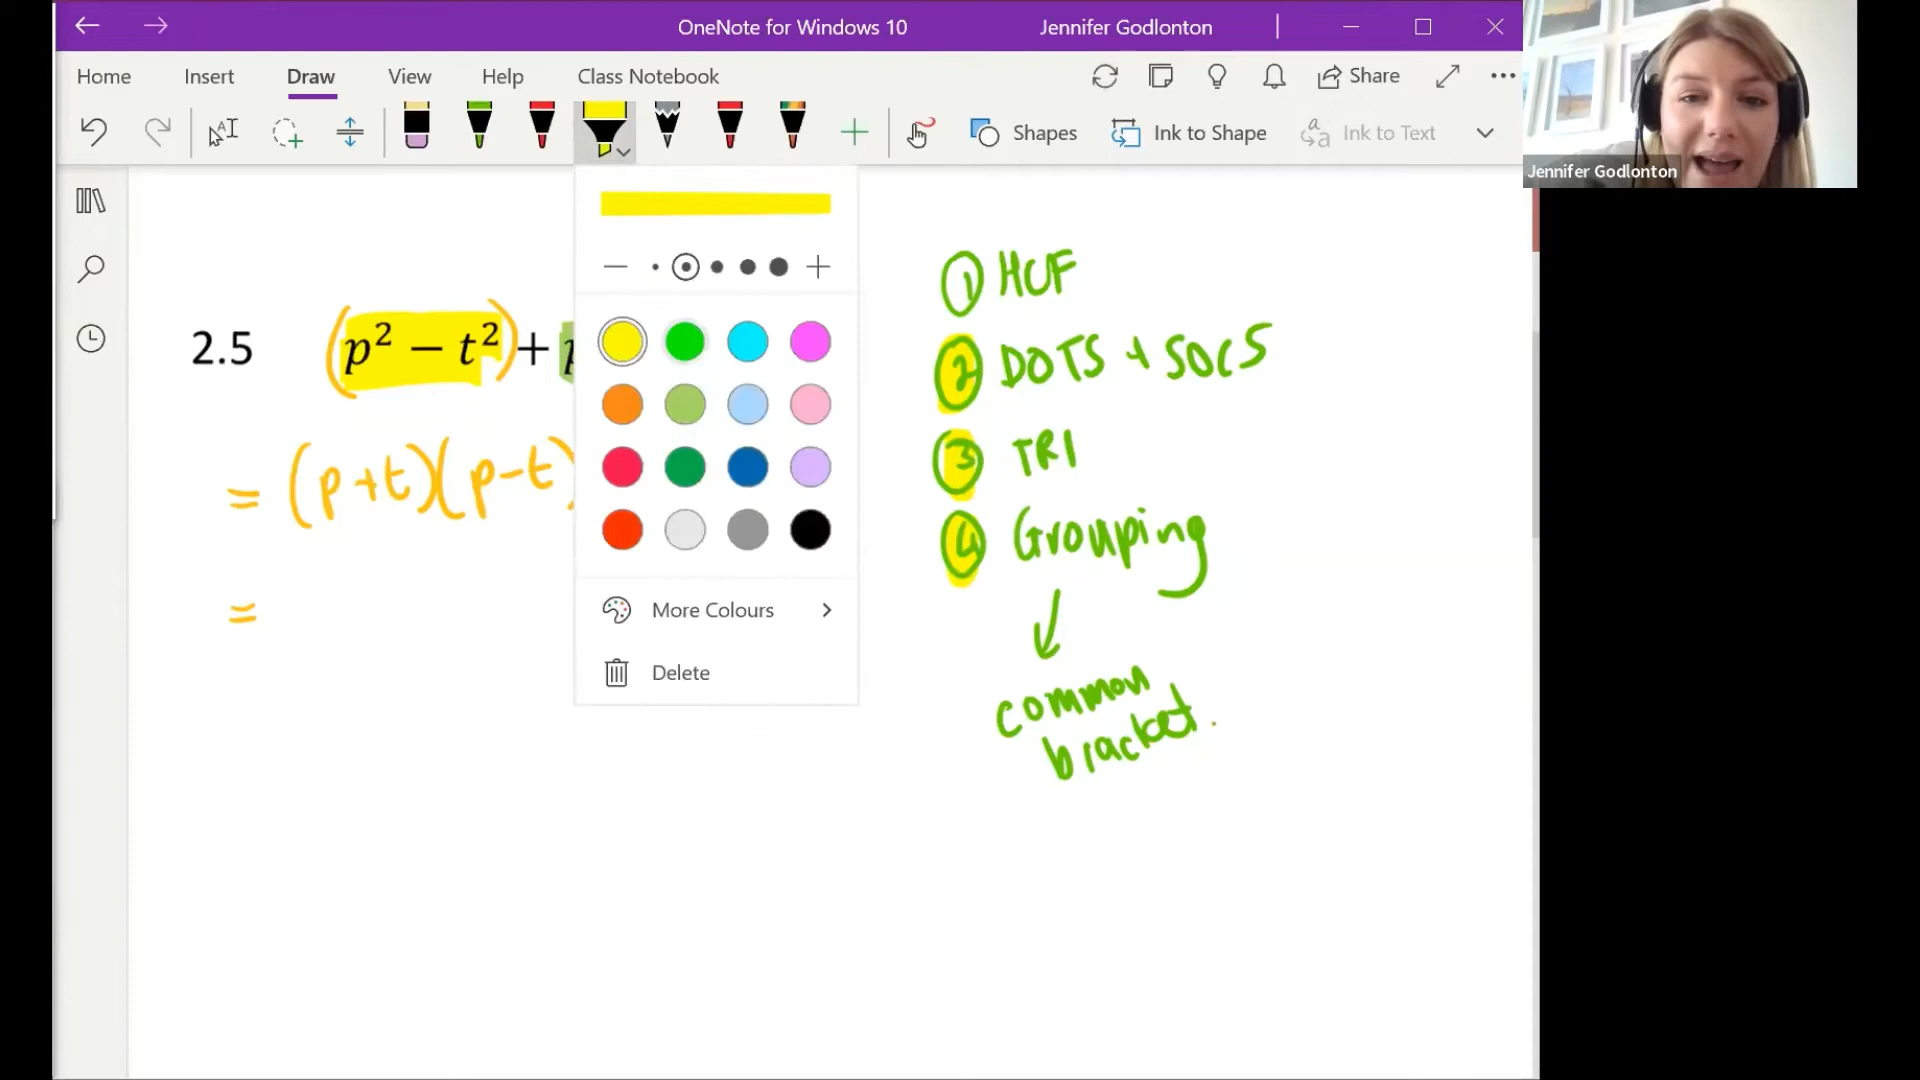 OneNote for Windows 10
Jennifer Godlonton
Home Insert Draw View Help Class Notebook
Share
Shapes Ink to Shape Ink to Text
Jennifer Godlonton
2.5 (p² − t²) +
= (p+t)(p-t)
=
More Colours
Delete
① HCF
② DOTS + SOCS
③ TRI
④ Grouping
↓
common
bracket.